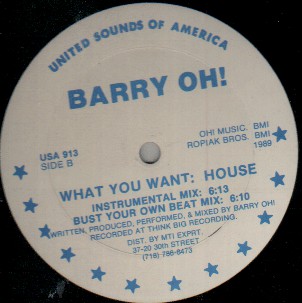 UNITED SOUNDS OF AMERICA
BARRY OH!
USA 913
SIDE B
OH! MUSIC. BMI
ROPIAK BROS. BMI
1989
WHAT YOU WANT: HOUSE
INSTRUMENTAL MIX: 6:13
BUST YOUR OWN BEAT MIX: 6:10
WRITTEN, PRODUCED, PERFORMED, & MIXED BY BARRY OH!
RECORDED AT THINK BIG RECORDING.
DIST. BY MTI EXPRT.
37-20 30th STREET
(718) 786-8473